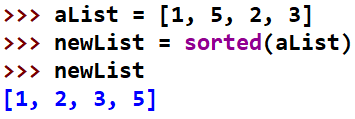 >>> aList = [1, 5, 2, 3]
>>> newList = sorted(aList)
>>> newList
[1, 2, 3, 5]